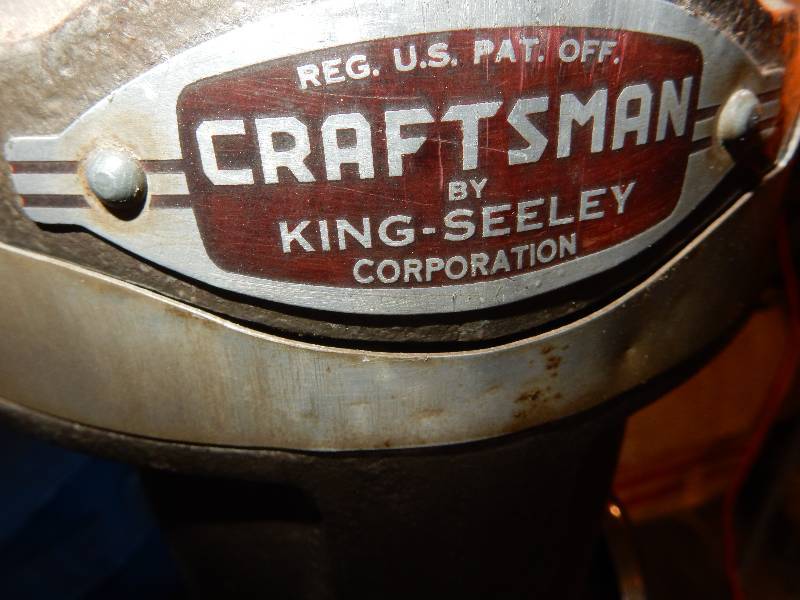 REG. U.S. PAT. OFF.
CRAFTSMAN
BY
KING-SEELEY
CORPORATION